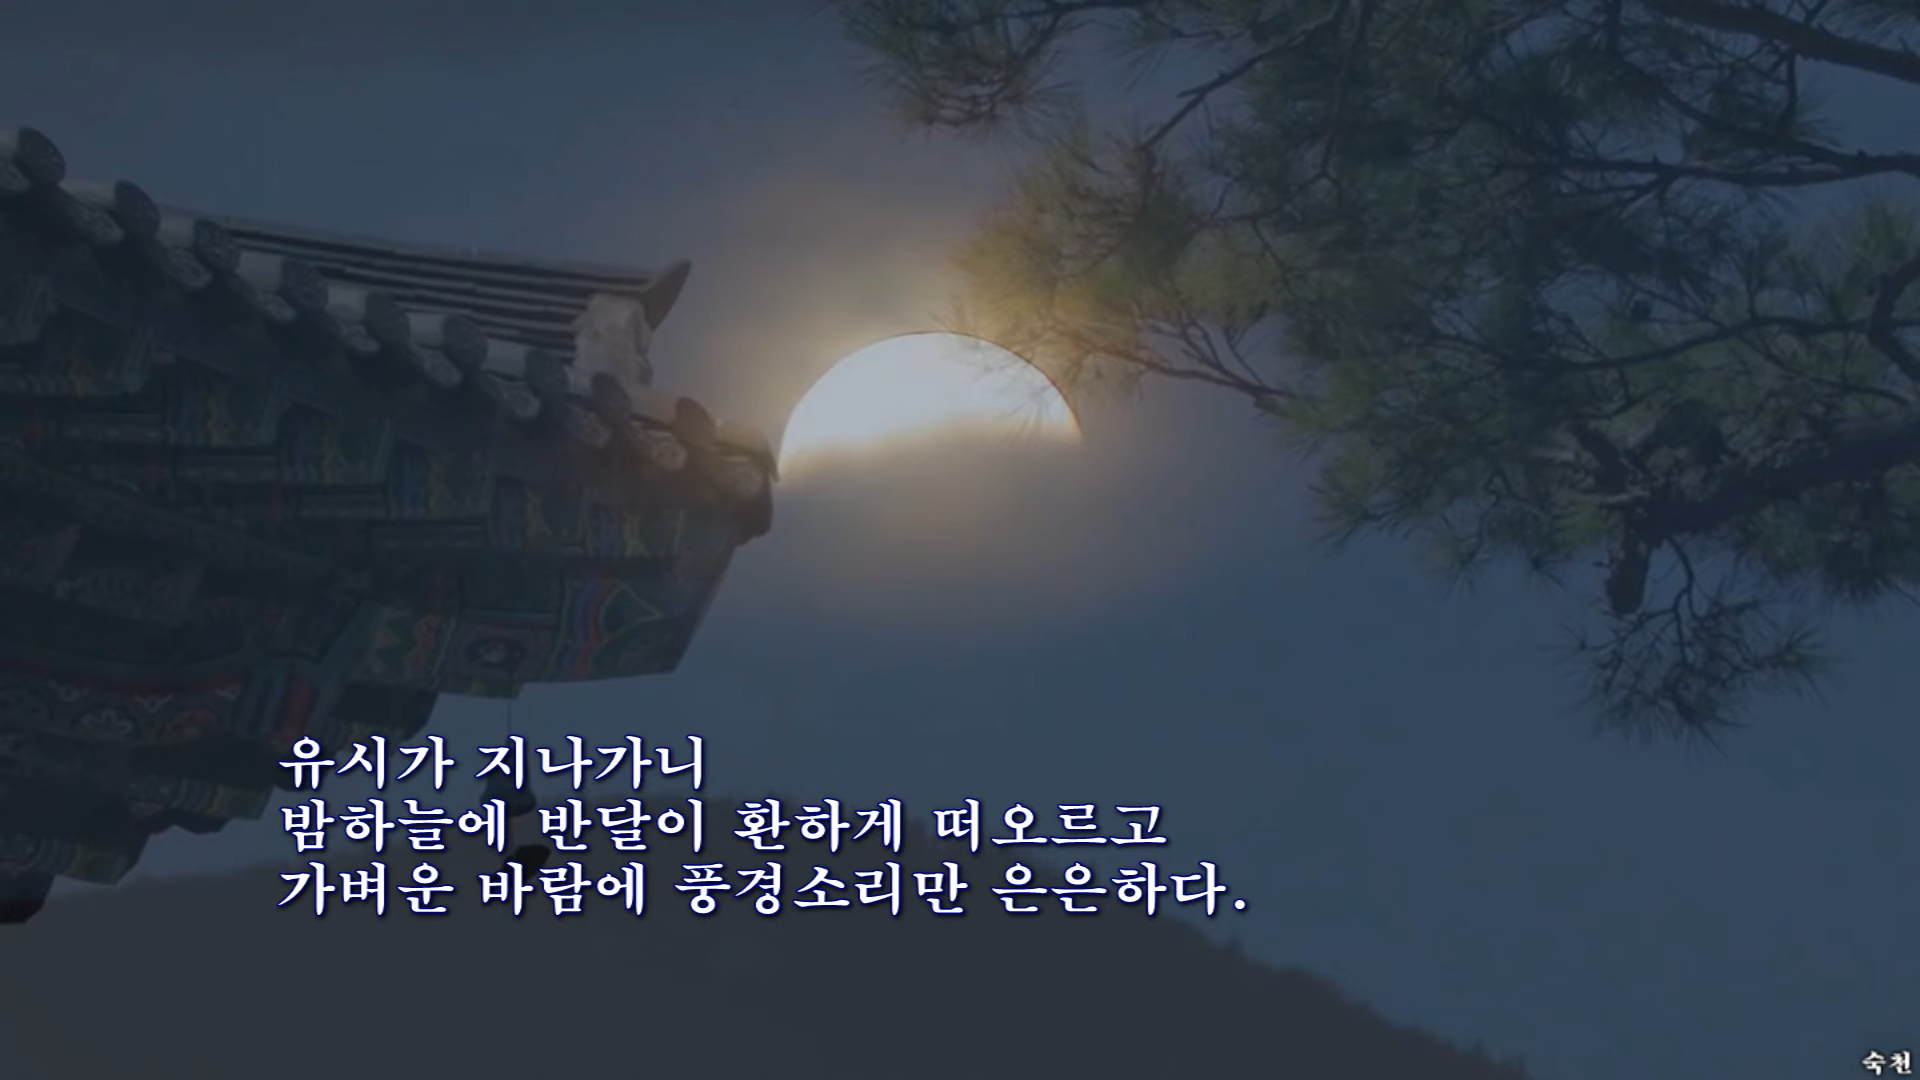 유시가 지나가니
밤하늘에 반달이 환하게 떠오르고
가벼운 바람에 풍경소리만 은은하다.
숙천